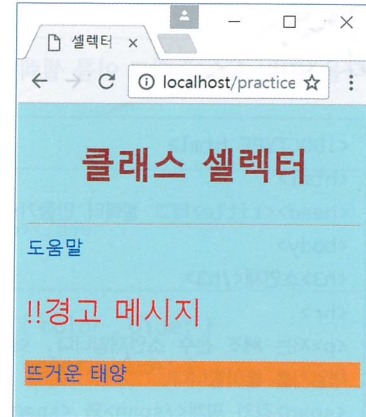 셀렉터
localhost/practice
클래스 셀렉터
도움말
!!경고 메시지
뜨거운 태양